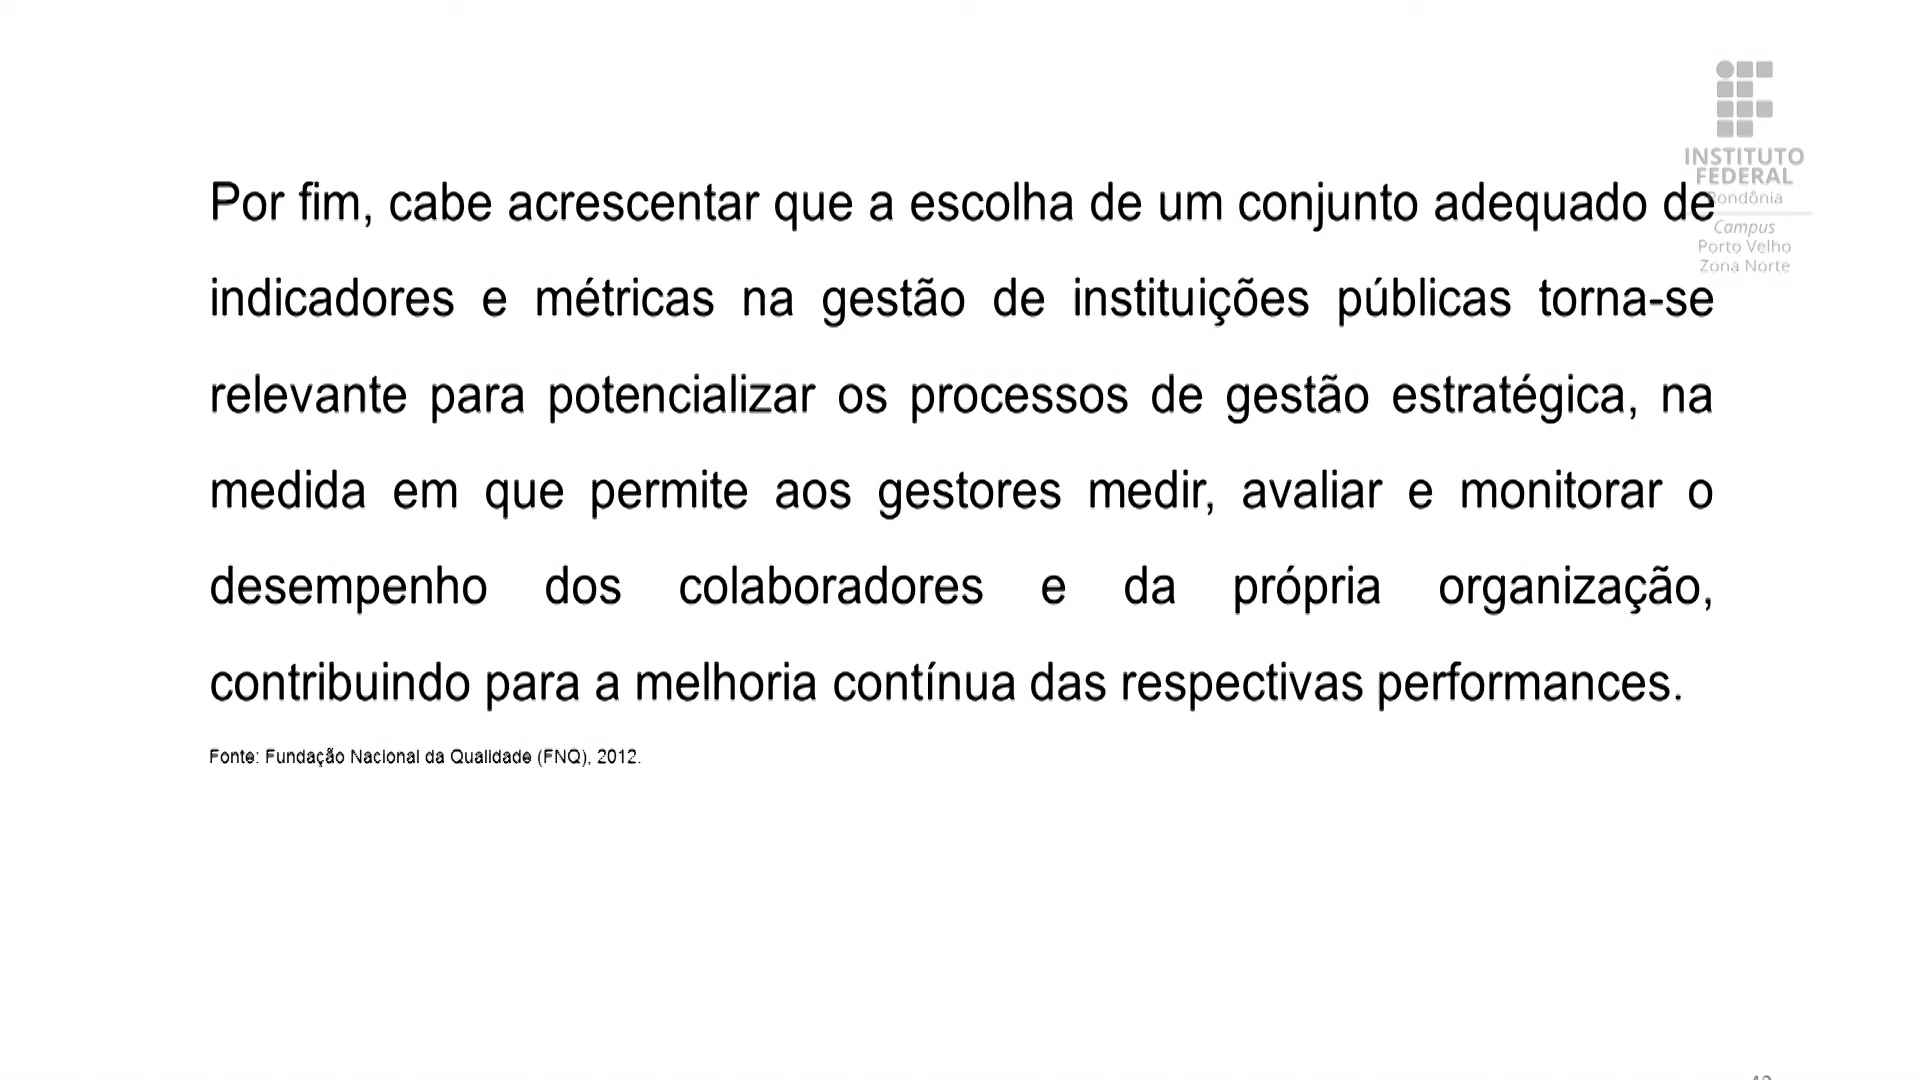 INSTITUTO
FEDERAL
Rondônia
Campus
Porto Velho
Zona Norte
Por fim, cabe acrescentar que a escolha de um conjunto adequado de
indicadores e métricas na gestão de instituições públicas torna-se
relevante para potencializar os processos de gestão estratégica, na
medida em que permite aos gestores medir, avaliar e monitorar o
desempenho dos colaboradores e da própria organização,
contribuindo para a melhoria contínua das respectivas performances.
Fonte: Fundação Nacional da Qualidade (FNQ), 2012.